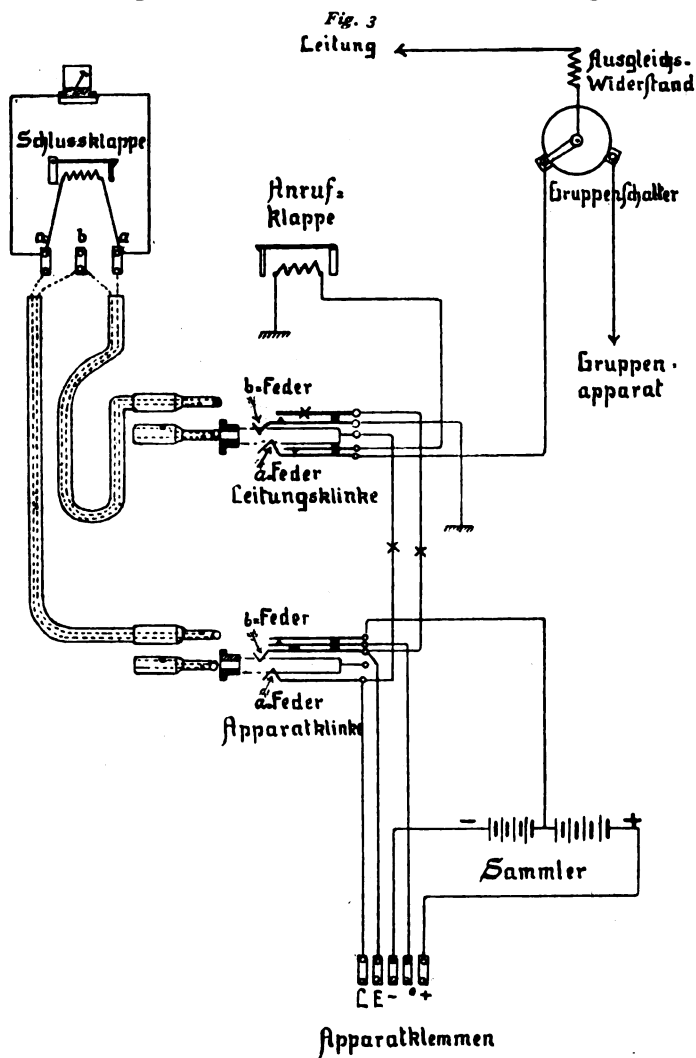 Fig. 3
Leitung
Ausgleichs-
Widerstand
Schlussklappe
a b a
Gruppenschalter
Anruf=
klappe
Gruppen-
apparat
b=Feder
a=Feder
Leitungsklinke
b=Feder
a=Feder
Apparatklinke
- +
Sammler
L E - ° +
Apparatklemmen